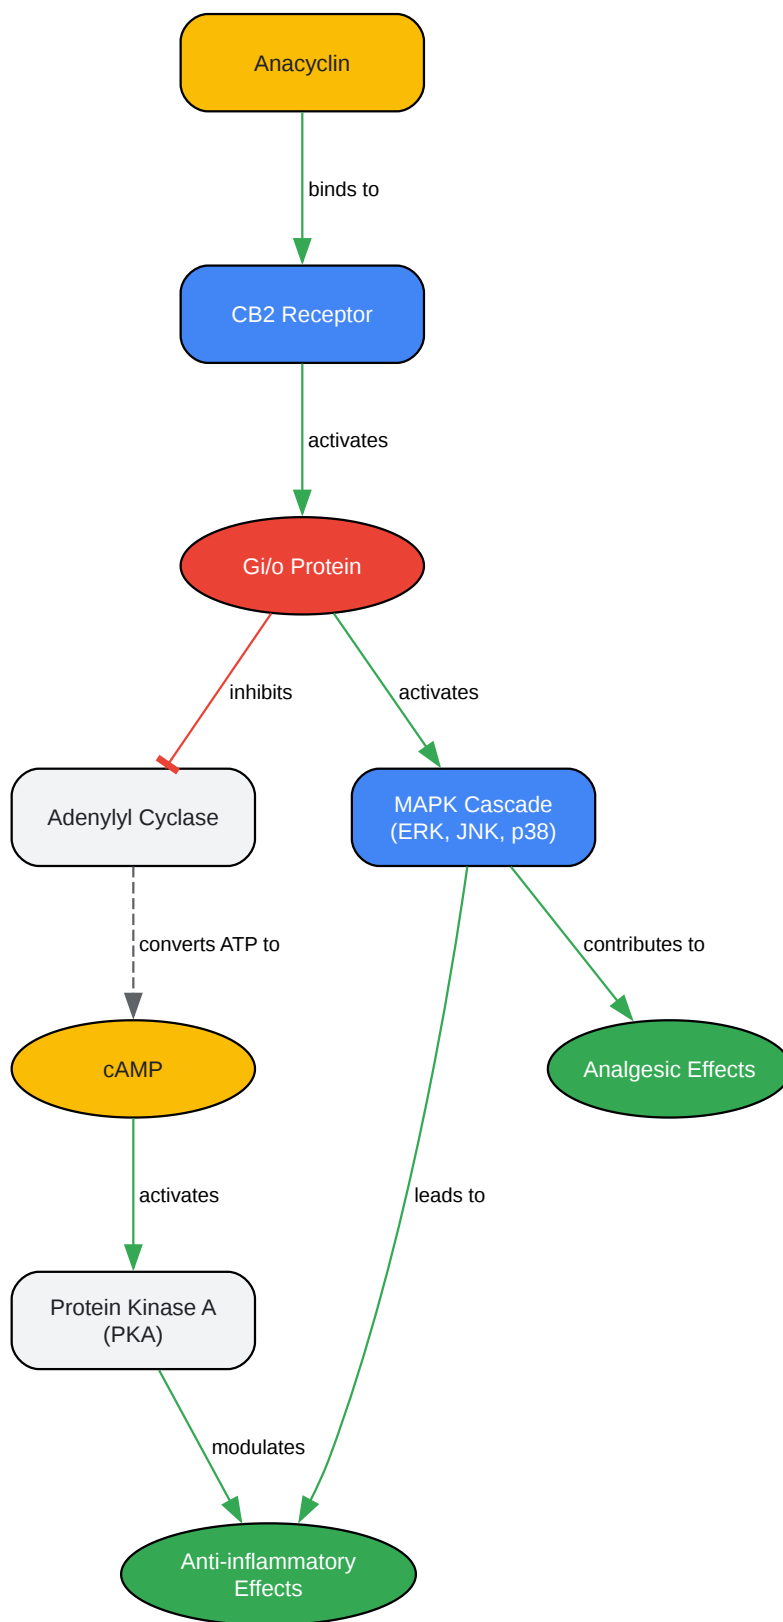 Anacyclin
binds to
CB2 Receptor
activates
Gi/o Protein
inhibits
activates
Adenylyl Cyclase
MAPK Cascade
(ERK, JNK, p38)
converts ATP to
contributes to
cAMP
Analgesic Effects
activates
leads to
Protein Kinase A
(PKA)
modulates
Anti-inflammatory
Effects